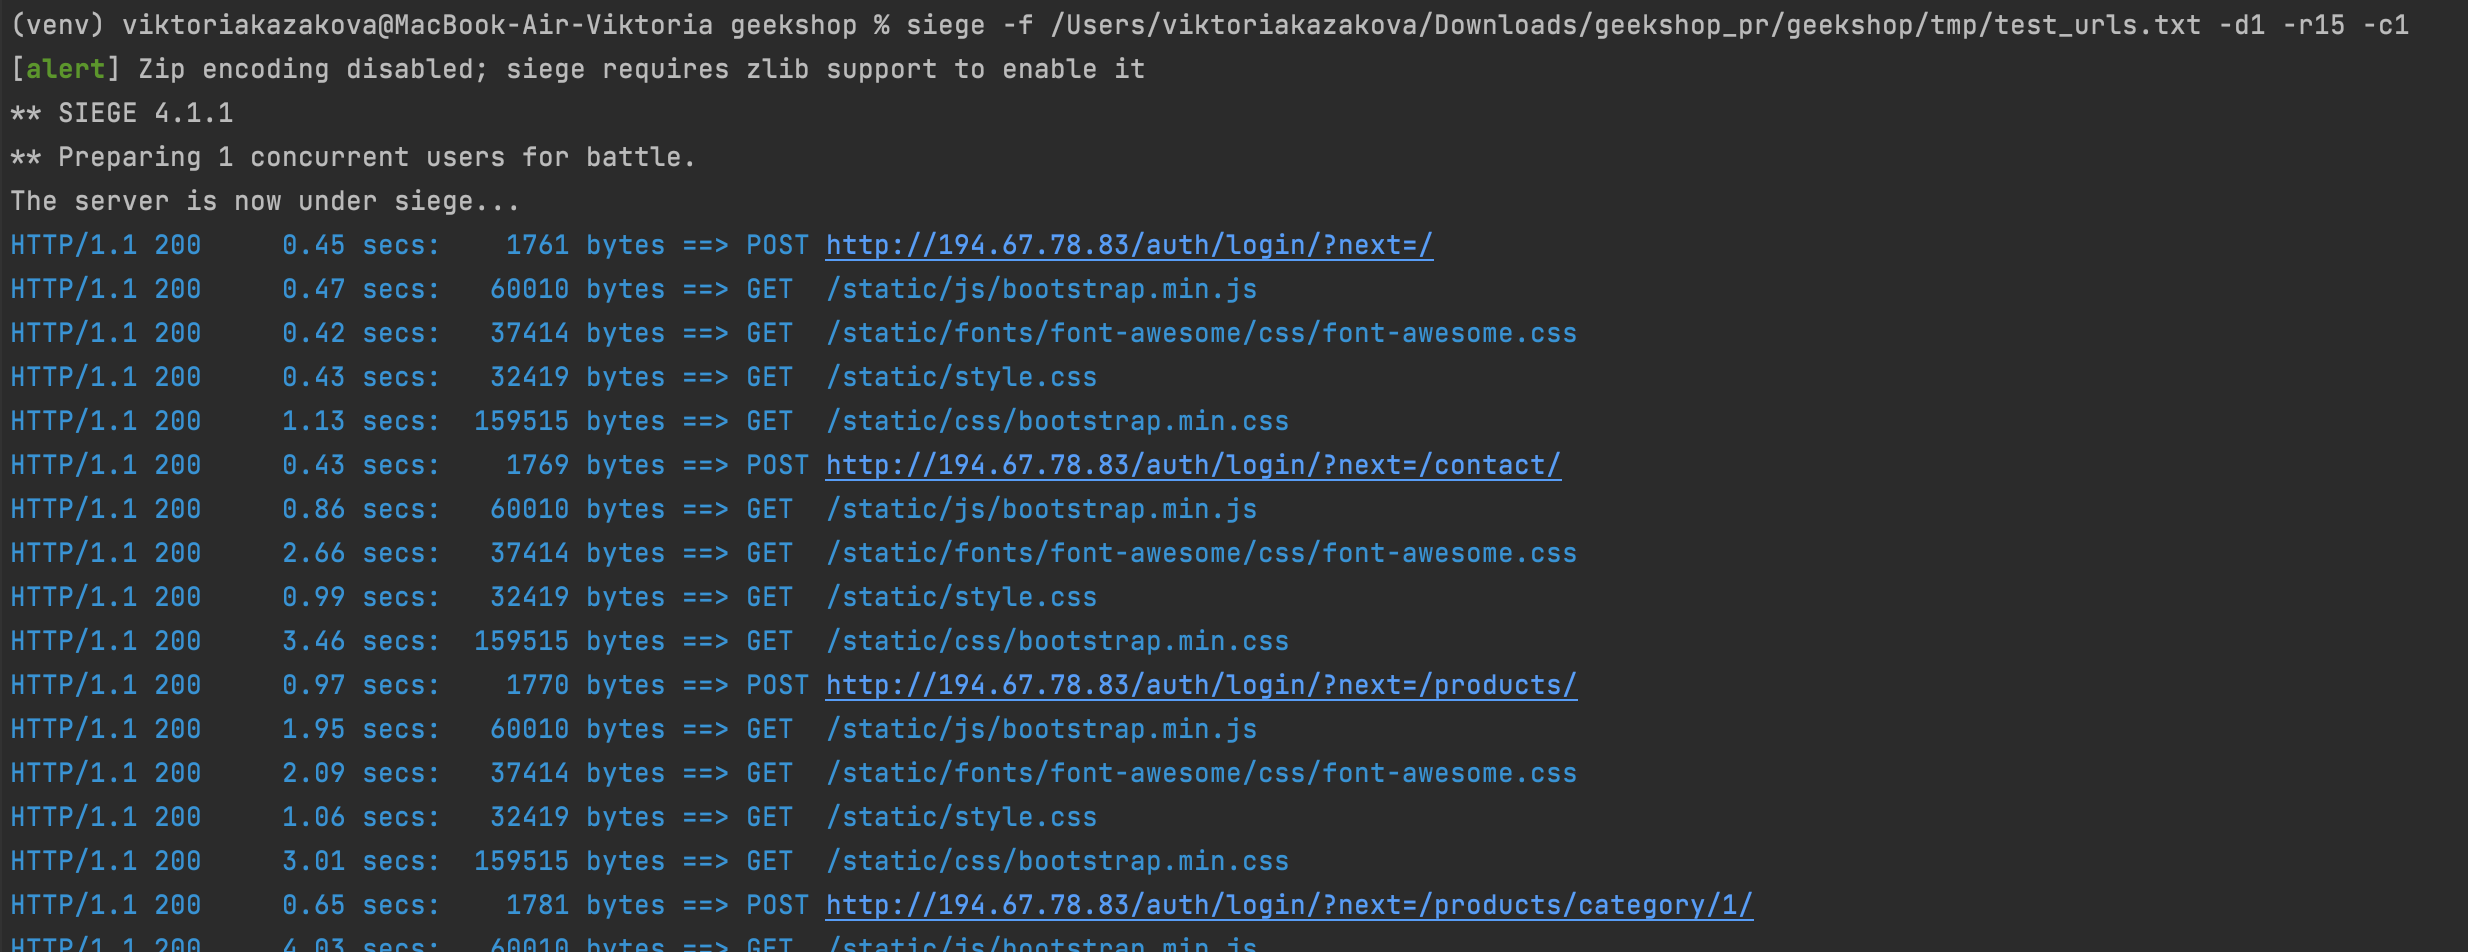 (venv) viktoriakazakova@MacBook-Air-Viktoria geekshop % siege -f /Users/viktoriakazakova/Downloads/geekshop_pr/geekshop/tmp/test_urls.txt -d1 -r15 -c1
[alert] Zip encoding disabled; siege requires zlib support to enable it
** SIEGE 4.1.1
** Preparing 1 concurrent users for battle.
The server is now under siege...
HTTP/1.1 200     0.45 secs:    1761 bytes ==> POST http://194.67.78.83/auth/login/?next=/
HTTP/1.1 200     0.47 secs:   60010 bytes ==> GET  /static/js/bootstrap.min.js
HTTP/1.1 200     0.42 secs:   37414 bytes ==> GET  /static/fonts/font-awesome/css/font-awesome.css
HTTP/1.1 200     0.43 secs:   32419 bytes ==> GET  /static/style.css
HTTP/1.1 200     1.13 secs:  159515 bytes ==> GET  /static/css/bootstrap.min.css
HTTP/1.1 200     0.43 secs:    1769 bytes ==> POST http://194.67.78.83/auth/login/?next=/contact/
HTTP/1.1 200     0.86 secs:   60010 bytes ==> GET  /static/js/bootstrap.min.js
HTTP/1.1 200     2.66 secs:   37414 bytes ==> GET  /static/fonts/font-awesome/css/font-awesome.css
HTTP/1.1 200     0.99 secs:   32419 bytes ==> GET  /static/style.css
HTTP/1.1 200     3.46 secs:  159515 bytes ==> GET  /static/css/bootstrap.min.css
HTTP/1.1 200     0.97 secs:    1770 bytes ==> POST http://194.67.78.83/auth/login/?next=/products/
HTTP/1.1 200     1.95 secs:   60010 bytes ==> GET  /static/js/bootstrap.min.js
HTTP/1.1 200     2.09 secs:   37414 bytes ==> GET  /static/fonts/font-awesome/css/font-awesome.css
HTTP/1.1 200     1.06 secs:   32419 bytes ==> GET  /static/style.css
HTTP/1.1 200     3.01 secs:  159515 bytes ==> GET  /static/css/bootstrap.min.css
HTTP/1.1 200     0.65 secs:    1781 bytes ==> POST http://194.67.78.83/auth/login/?next=/products/category/1/
HTTP/1.1 200     4.03 secs:   60010 bytes ==> GET  /static/js/bootstrap.min.js